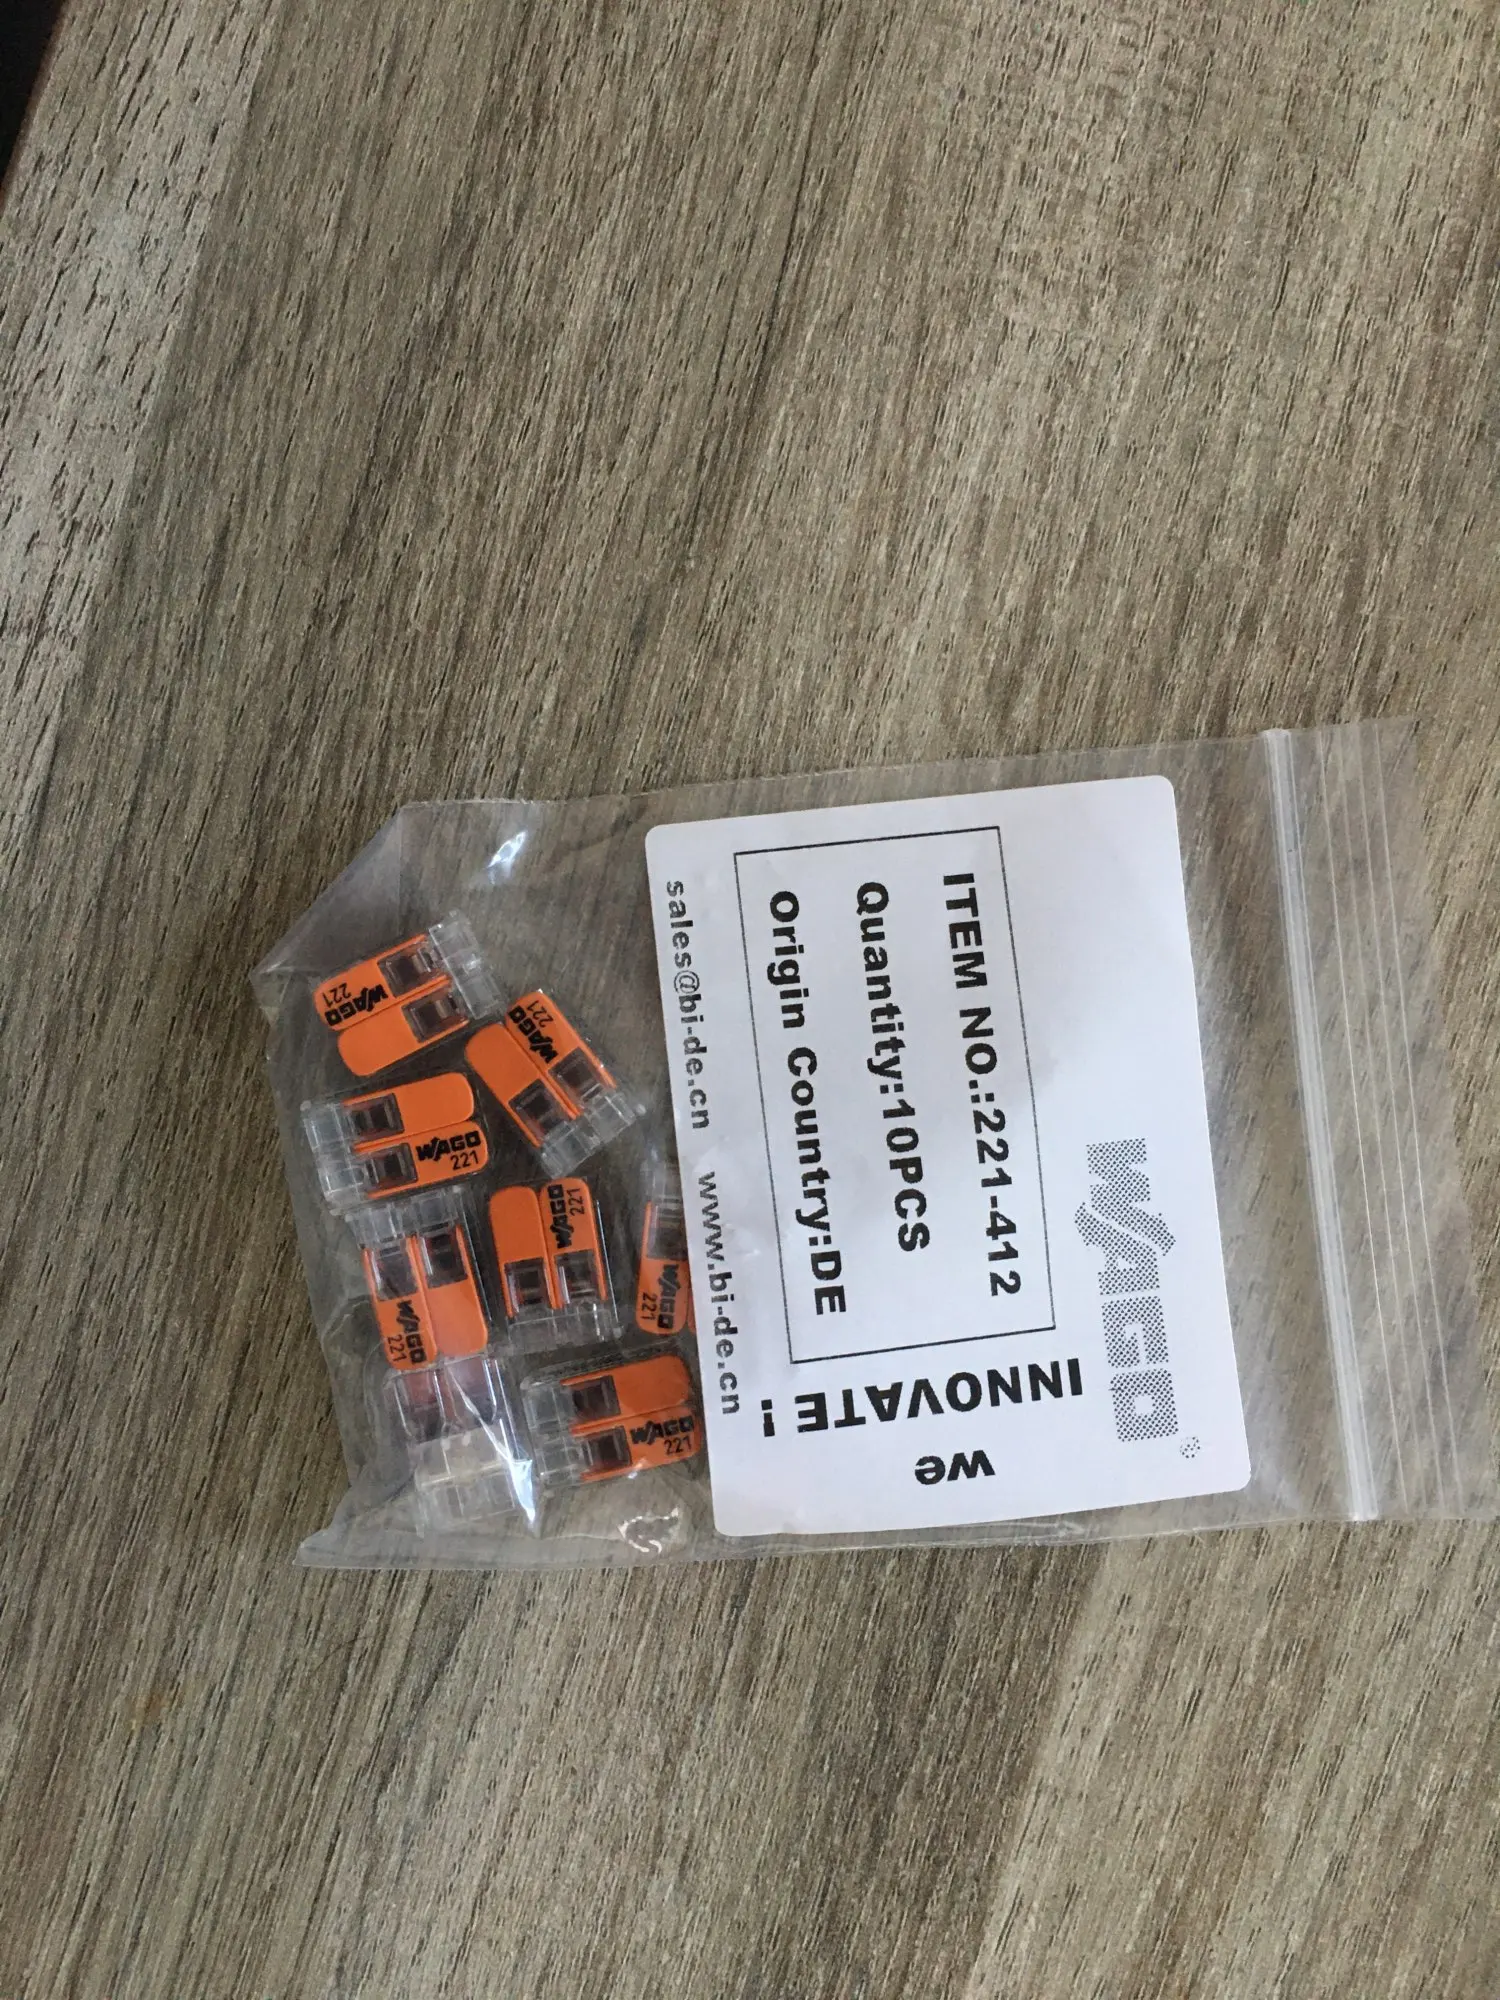 WAGO®
ITEM NO.:221-412
Quantity:10PCS
Origin Country:DE
we
INNOVATE !
sales@bi-de.cn www.bi-de.cn
WAGO
221
WAGO
221
WAGO
221
WAGO
221
WAGO
221
WAGO
221
WAGO
221